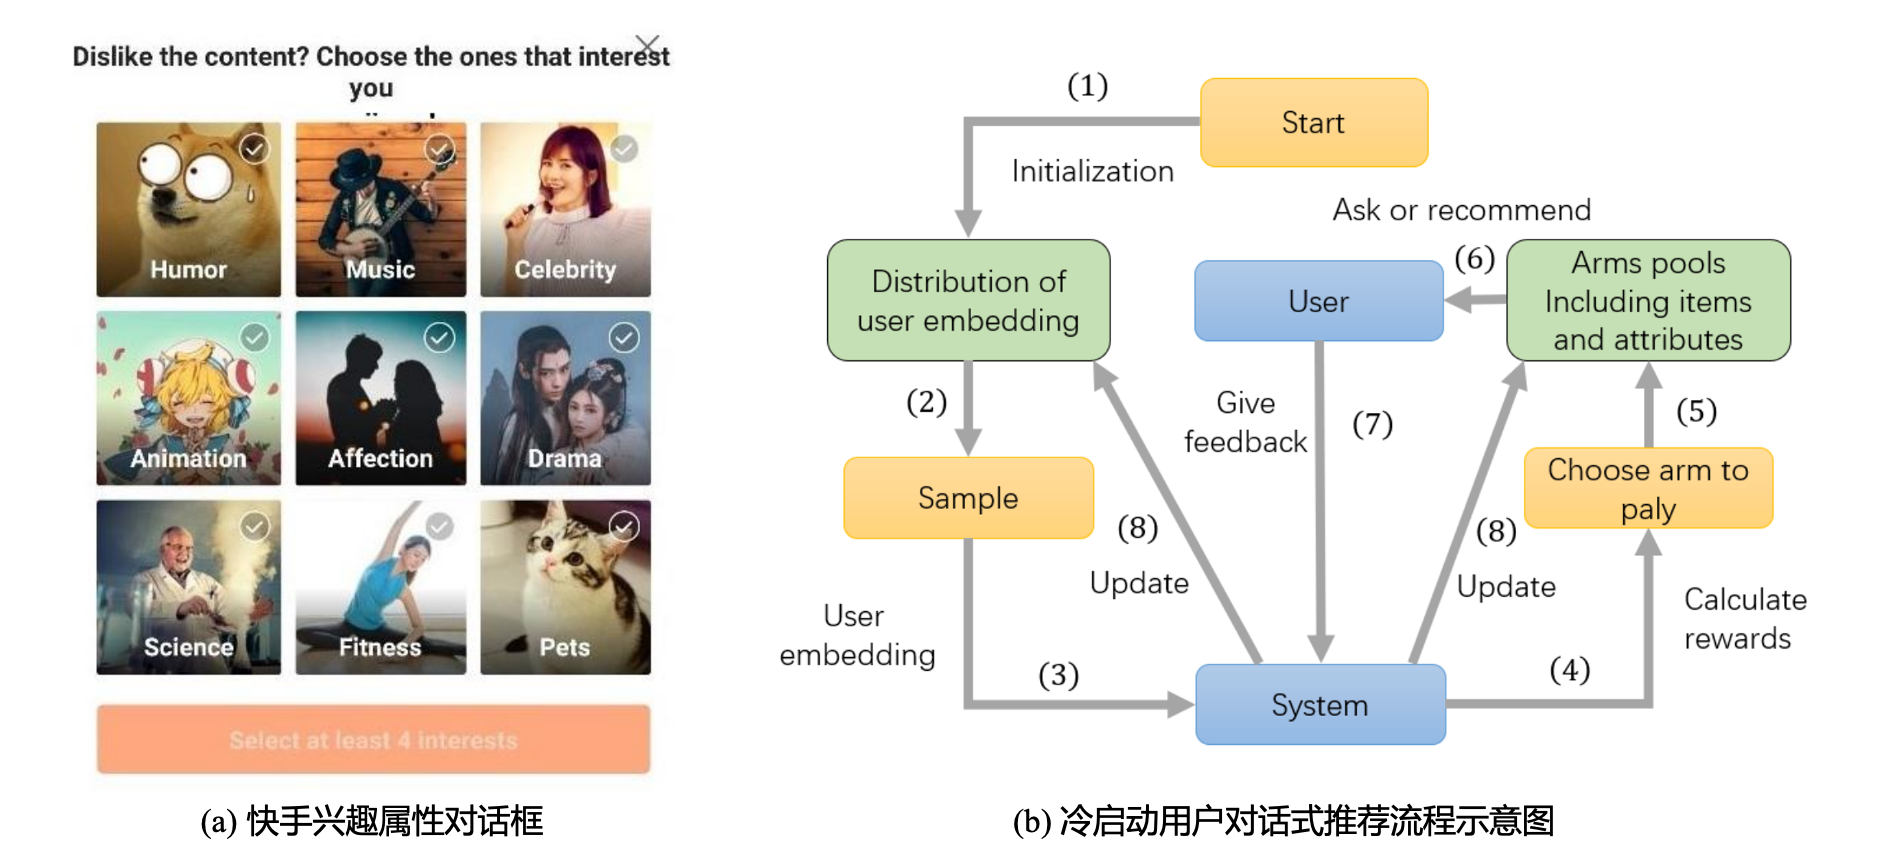 Dislike the content? Choose the ones that interest
you
Humor
Music
Celebrity
Animation
Affection
Drama
Science
Fitness
Pets
Select at least 4 interests
(a) 快手兴趣属性对话框
(1)
Start
Initialization
Ask or recommend
Distribution of
user embedding
User
(6)
Arms pools
Including items
and attributes
(2)
Give
feedback
(7)
(5)
Sample
Choose arm to
paly
(8)
Update
(8)
Update
User
embedding
(3)
System
(4)
Calculate
rewards
(b) 冷启动用户对话式推荐流程示意图